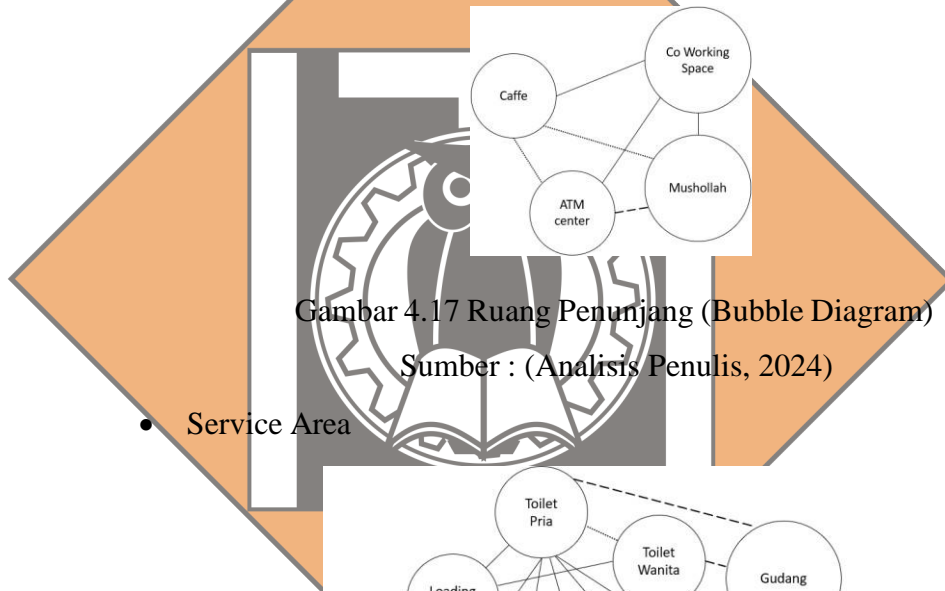 Co Working
Space
Caffe
Mushollah
ATM
center
Gambar 4.17 Ruang Penunjang (Bubble Diagram)
Sumber : (Analisis Penulis, 2024)
• Service Area
Toilet
Pria
Toilet
Wanita
Gudang
Loading